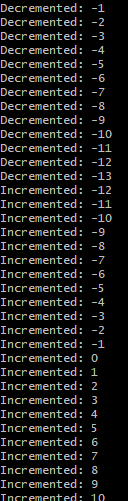 Decremented: -1
Decremented: -2
Decremented: -3
Decremented: -4
Decremented: -5
Decremented: -6
Decremented: -7
Decremented: -8
Decremented: -9
Decremented: -10
Decremented: -11
Decremented: -12
Decremented: -13
Incremented: -12
Incremented: -11
Incremented: -10
Incremented: -9
Incremented: -8
Incremented: -7
Incremented: -6
Incremented: -5
Incremented: -4
Incremented: -3
Incremented: -2
Incremented: -1
Incremented: 0
Incremented: 1
Incremented: 2
Incremented: 3
Incremented: 4
Incremented: 5
Incremented: 6
Incremented: 7
Incremented: 8
Incremented: 9
Incremented: 10